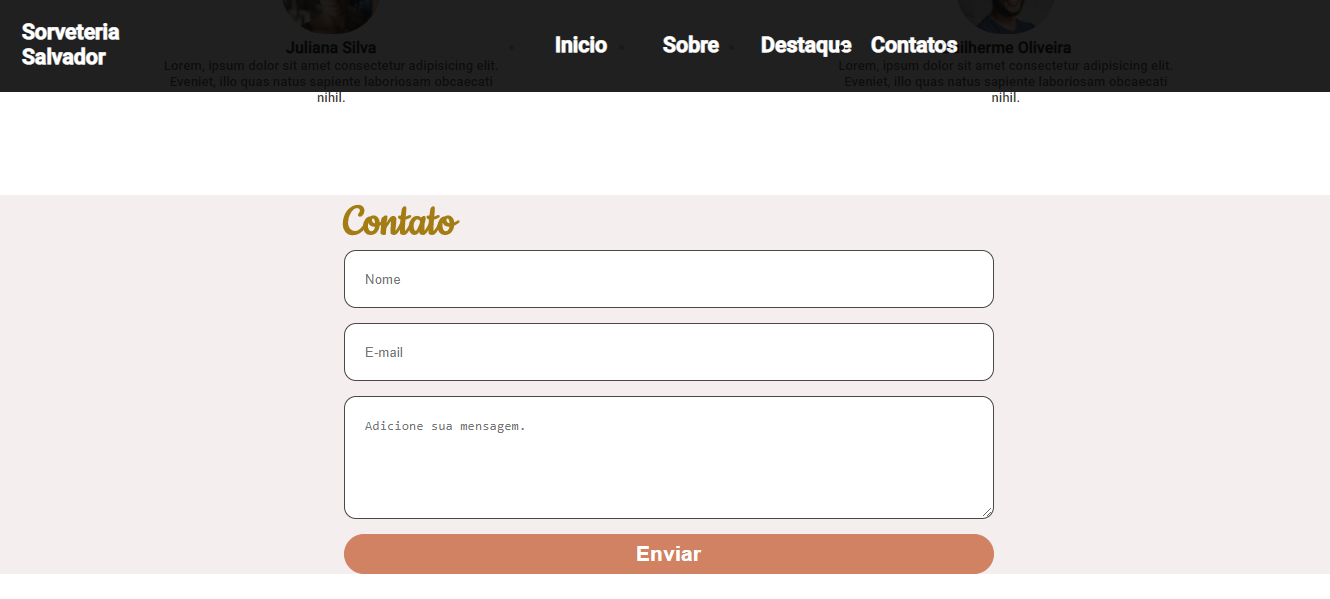 Sorveteria
Salvador
Inicio
Sobre
Destaque
Contatos
Juliana Silva
Lorem, ipsum dolor sit amet consectetur adipisicing elit.
Eveniet, illo quas natus sapiente laboriosam obcaecati
nihil.
Oliveira
Lorem, ipsum dolor sit amet consectetur adipisicing elit.
Eveniet, illo quas natus sapiente laboriosam obcaecati
nihil.
Contato
Nome
E-mail
Adicione sua mensagem.
Enviar